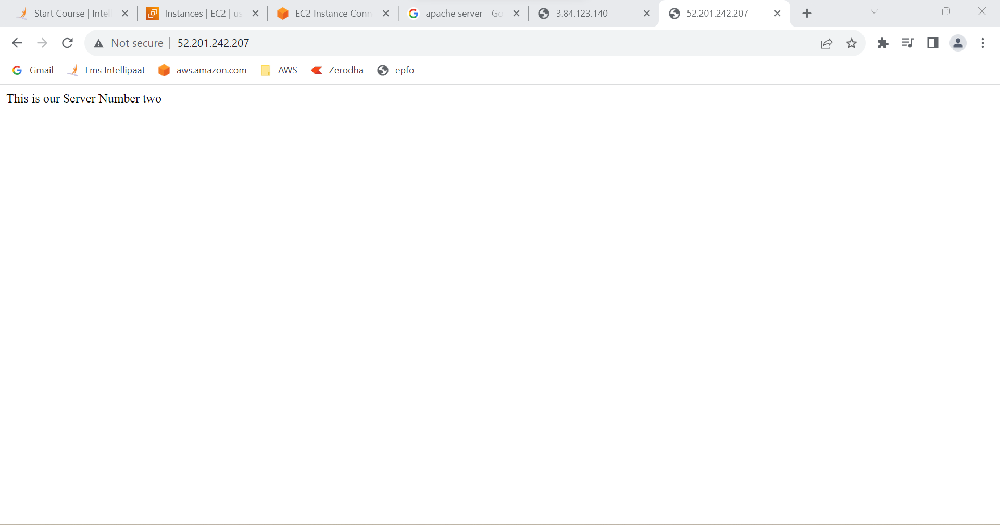 Start Course | Intell
Instances | EC2 | us
EC2 Instance Conn
apache server - Go
3.84.123.140
52.201.242.207
Not secure | 52.201.242.207
Gmail
Lms Intellipaat
aws.amazon.com
AWS
Zerodha
epfo
This is our Server Number two